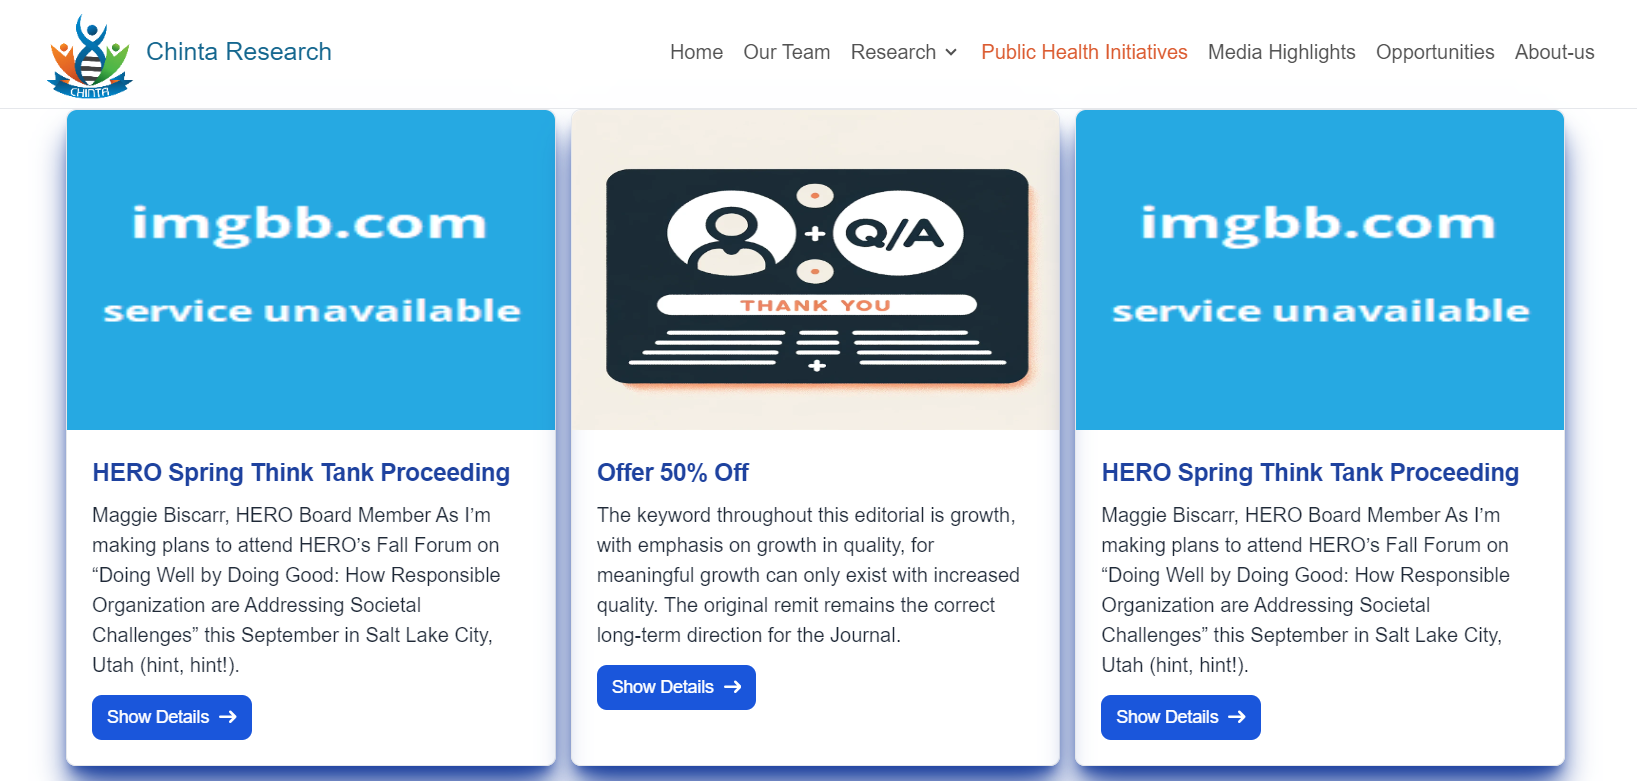 CHINTA
Chinta Research
Home Our Team Research Public Health Initiatives Media Highlights Opportunities About-us
imgbb.com
service unavailable
HERO Spring Think Tank Proceeding
Maggie Biscarr, HERO Board Member As I’m
making plans to attend HERO’s Fall Forum on
“Doing Well by Doing Good: How Responsible
Organization are Addressing Societal
Challenges” this September in Salt Lake City,
Utah (hint, hint!).
Show Details
Q/A
THANK YOU
Offer 50% Off
The keyword throughout this editorial is growth,
with emphasis on growth in quality, for
meaningful growth can only exist with increased
quality. The original remit remains the correct
long-term direction for the Journal.
Show Details
imgbb.com
service unavailable
HERO Spring Think Tank Proceeding
Maggie Biscarr, HERO Board Member As I’m
making plans to attend HERO’s Fall Forum on
“Doing Well by Doing Good: How Responsible
Organization are Addressing Societal
Challenges” this September in Salt Lake City,
Utah (hint, hint!).
Show Details